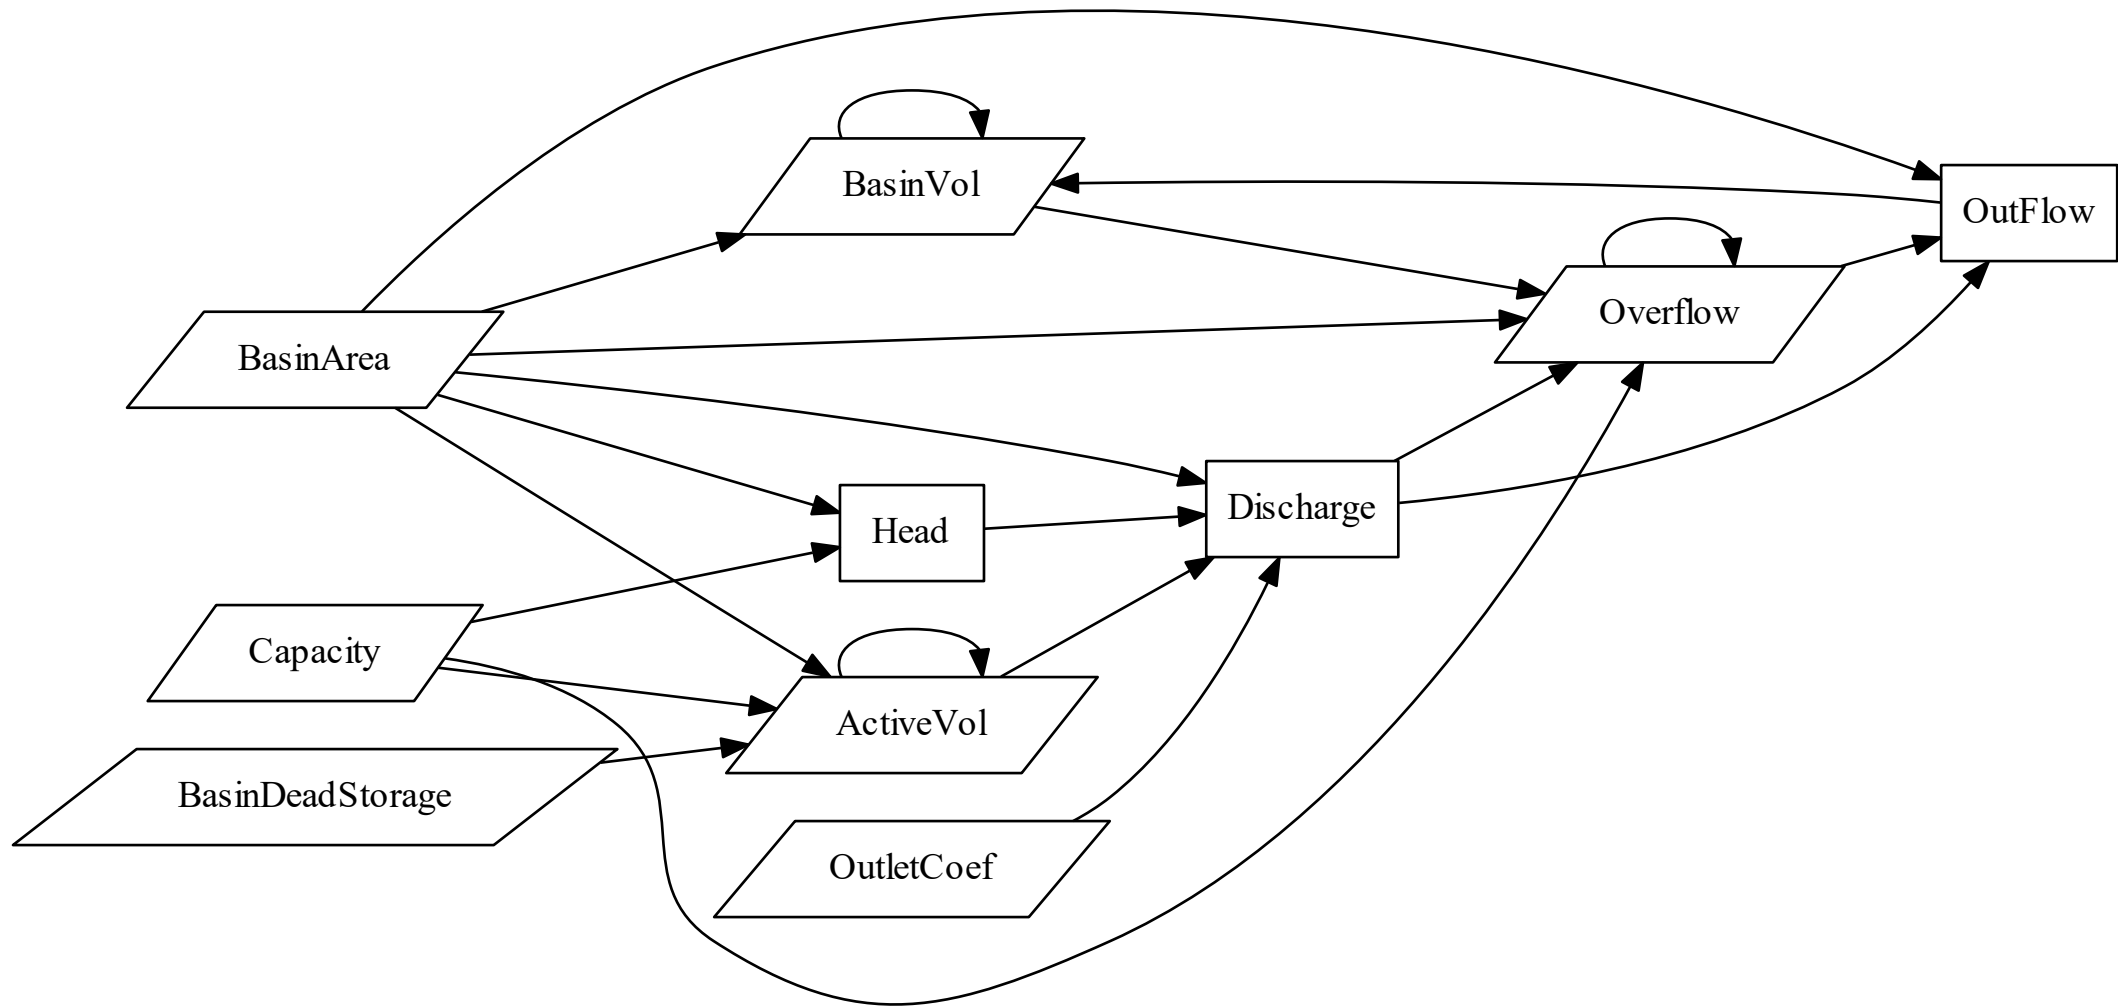 BasinVol
OutFlow
Overflow
BasinArea
Discharge
Head
Capacity
ActiveVol
BasinDeadStorage
OutletCoef